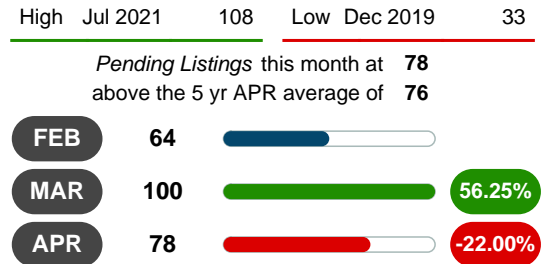 High Jul 2021 108 Low Dec 2019 33
Pending Listings this month at 78
above the 5 yr APR average of 76
FEB 64
MAR 100 56.25%
APR 78 -22.00%